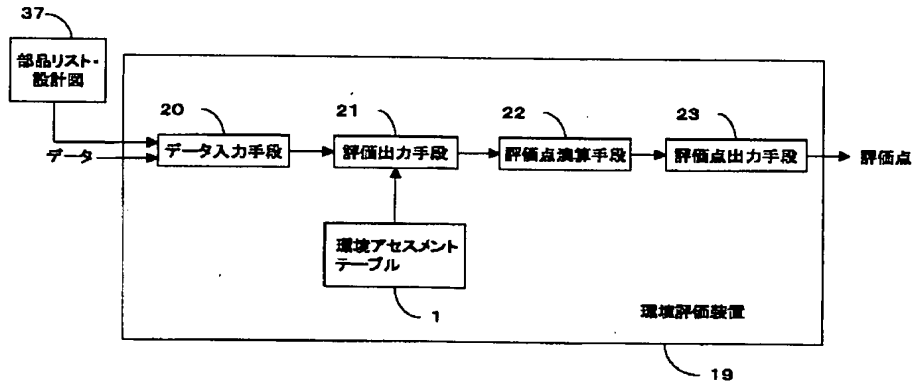 37
部品リスト・
設計図
20
21
22
23
データ
データ入力手段
評価出力手段
評価点演算手段
評価点出力手段
評価点
環境アセスメント
テーブル
1
環境評価装置
19